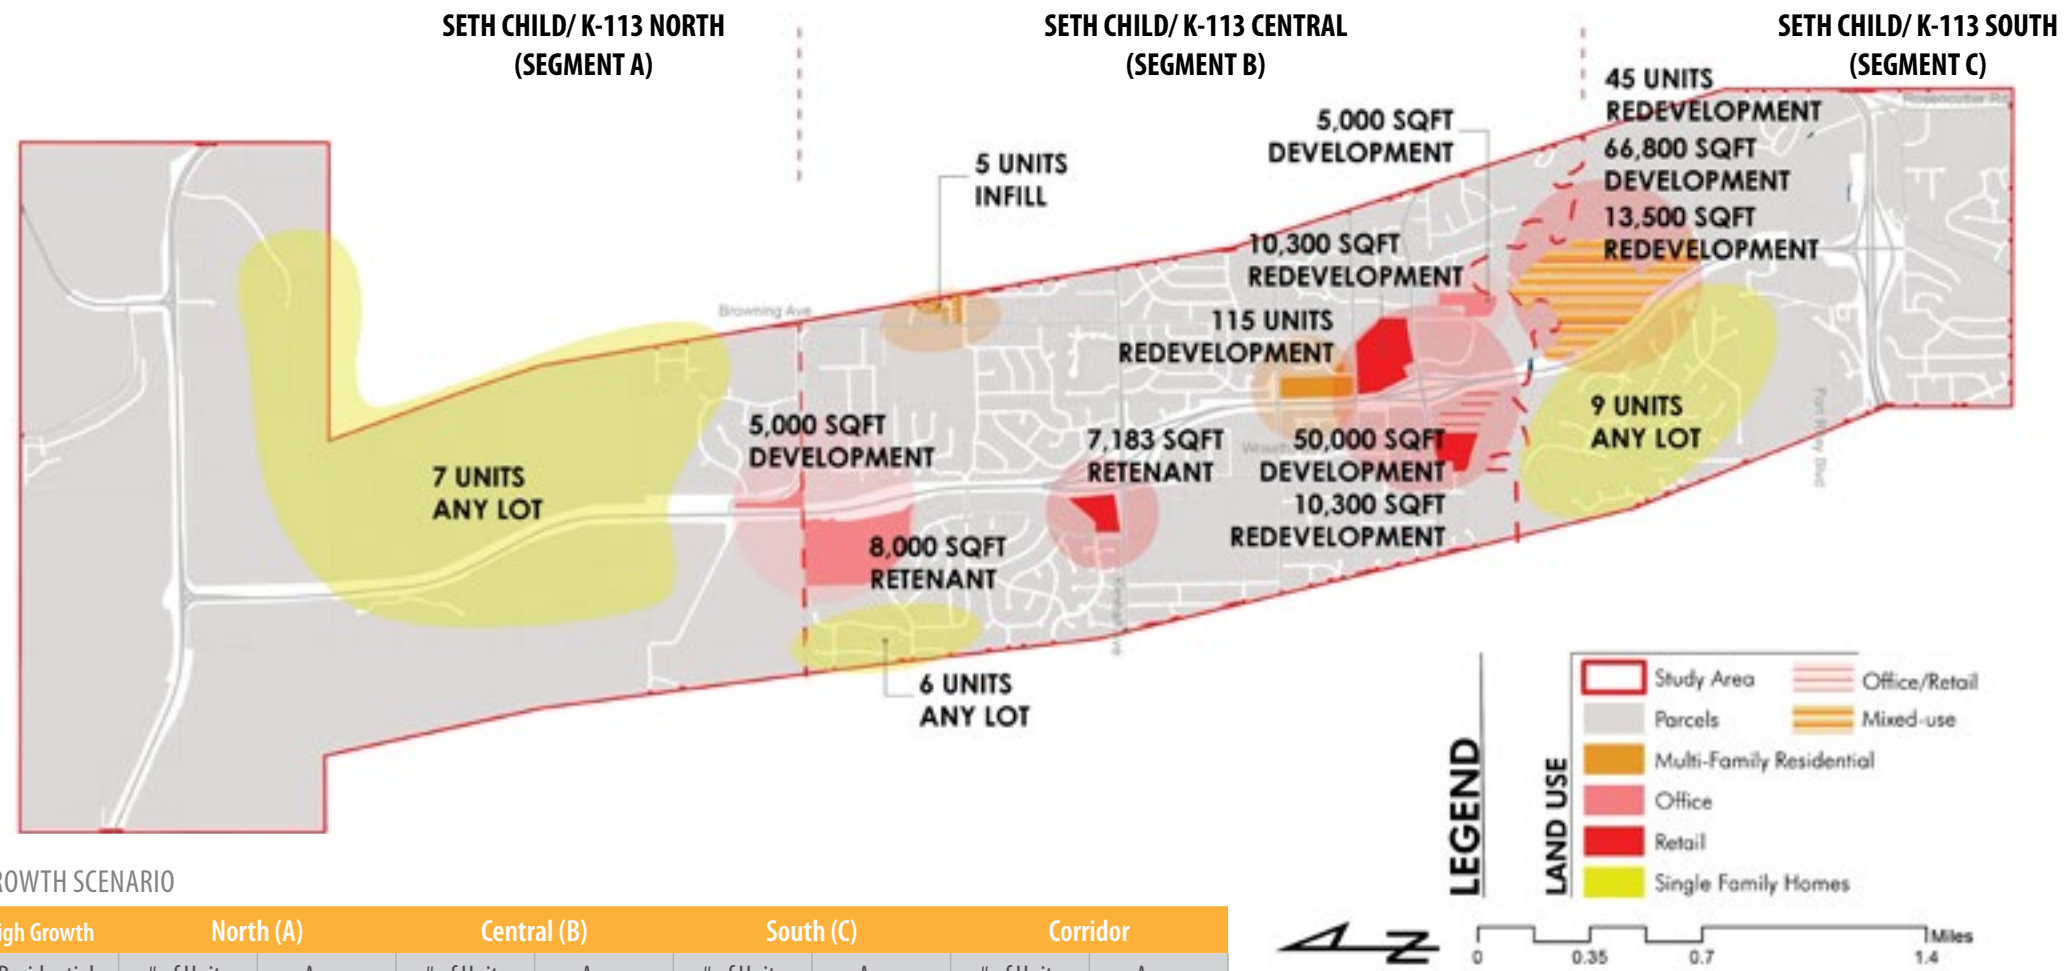 SETH CHILD/ K-113 NORTH
(SEGMENT A)
SETH CHILD/ K-113 CENTRAL
(SEGMENT B)
SETH CHILD/ K-113 SOUTH
(SEGMENT C)
45 UNITS
REDEVELOPMENT
66,800 SQFT
DEVELOPMENT
13,500 SQFT
REDEVELOPMENT
5,000 SQFT
DEVELOPMENT
5 UNITS
INFILL
10,300 SQFT
REDEVELOPMENT
Browning Ave
115 UNITS
REDEVELOPMENT
9 UNITS
ANY LOT
5,000 SQFT
DEVELOPMENT
7,183 SQFT
RETENANT
50,000 SQFT
DEVELOPMENT
10,300 SQFT
REDEVELOPMENT
7 UNITS
ANY LOT
8,000 SQFT
RETENANT
6 UNITS
ANY LOT
LEGEND
LAND USE
Study Area
Parcels
Multi-Family Residential
Office
Retail
Single Family Homes
Office/Retail
Mixed-use
Z
0 0.35 0.7 1.4
Miles
ROWTH SCENARIO
igh Growth North (A) Central (B) South (C) Corridor